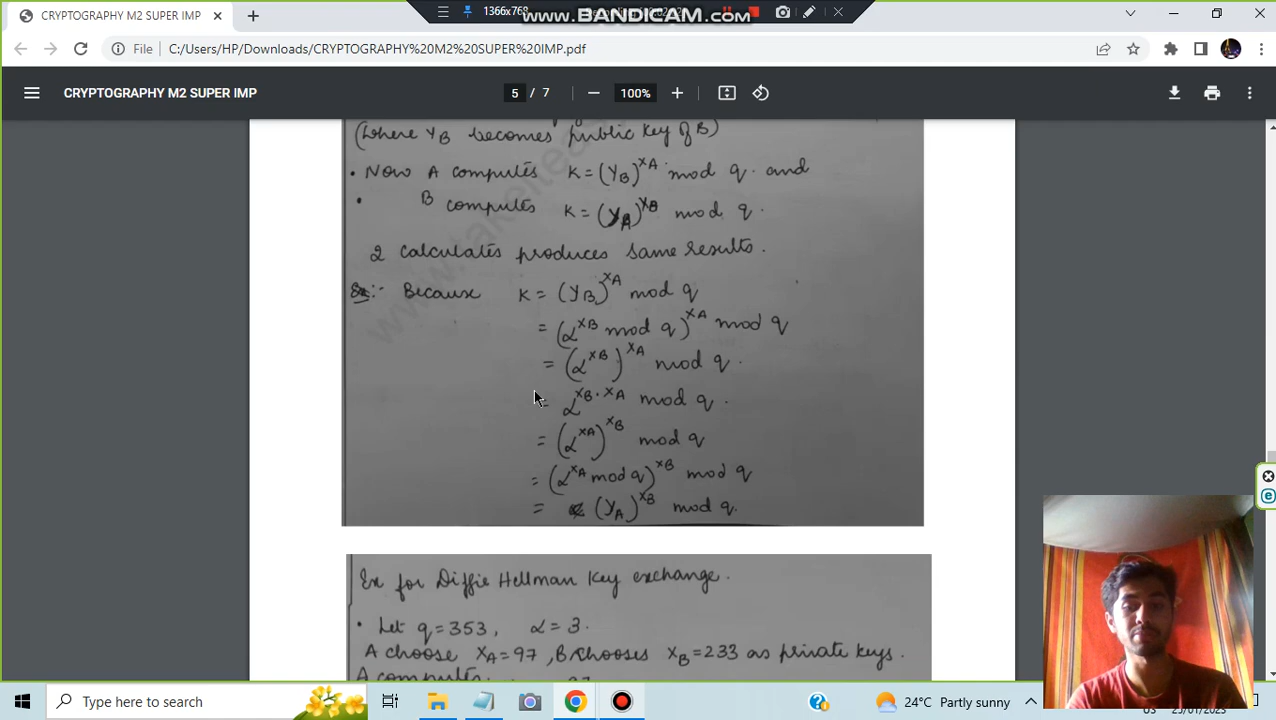 CRYPTOGRAPHY M2 SUPER IMP
1366x768
www.BANDICAM.com
File
C:/Users/HP/Downloads/CRYPTOGRAPHY%20M2%20SUPER%20IMP.pdf
CRYPTOGRAPHY M2 SUPER IMP
5 / 7
100%
(Where YB becomes public key of B)
• Now A computes K = (YB)^XA mod q. and
• B computes K = (YA)^XB mod q.
2 calculates produces same results.
Ex:- Because K = (YB)^XA mod q
= (α^XB mod q)^XA mod q
= (α^XB)^XA mod q.
= α^XB.XA mod q.
= (α^XA)^XB mod q
= (α^XA mod q)^XB mod q
= (YA)^XB mod q.
Ex for Diffie Hellman Key exchange.
• Let q=353, α=3.
A choose XA=97, B chooses XB=233 as private keys.
A computes
Type here to search
24°C Partly sunny